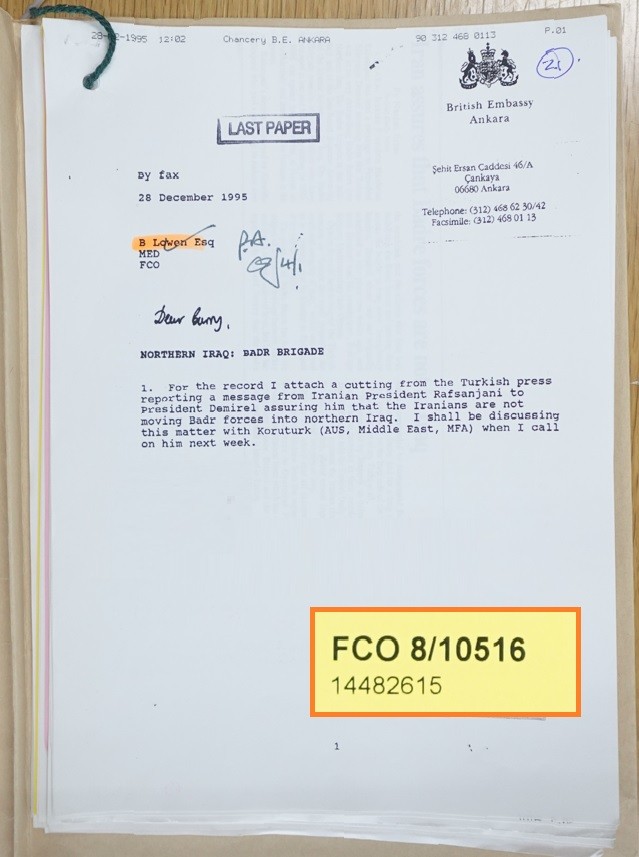 28-12-1995 12:02 Chancery B.E. ANKARA 90 312 468 0113 P.01
21
British Embassy
Ankara
LAST PAPER
Şehit Ersan Caddesi 46/A
Çankaya
06680 Ankara
Telephone: (312) 468 62 30/42
Facsimile: (312) 468 01 13
By fax
28 December 1995
B Lowen Esq
MED
FCO
P.A.
4/1
Dear Barry,
NORTHERN IRAQ: BADR BRIGADE
1. For the record I attach a cutting from the Turkish press
reporting a message from Iranian President Rafsanjani to
President Demirel assuring him that the Iranians are not
moving Badr forces into northern Iraq. I shall be discussing
this matter with Koruturk (AUS, Middle East, MFA) when I call
on him next week.
FCO 8/10516
14482615
1